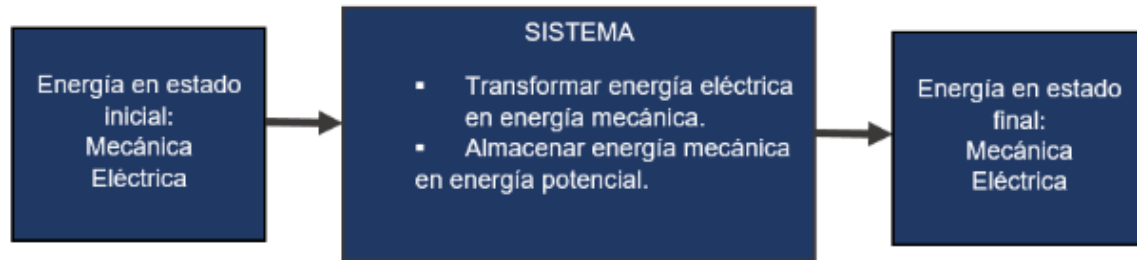 Energía en estado
inicial:
Mecánica
Eléctrica
SISTEMA
▪ Transformar energía eléctrica
en energía mecánica.
▪ Almacenar energía mecánica
en energía potencial.
Energía en estado
final:
Mecánica
Eléctrica